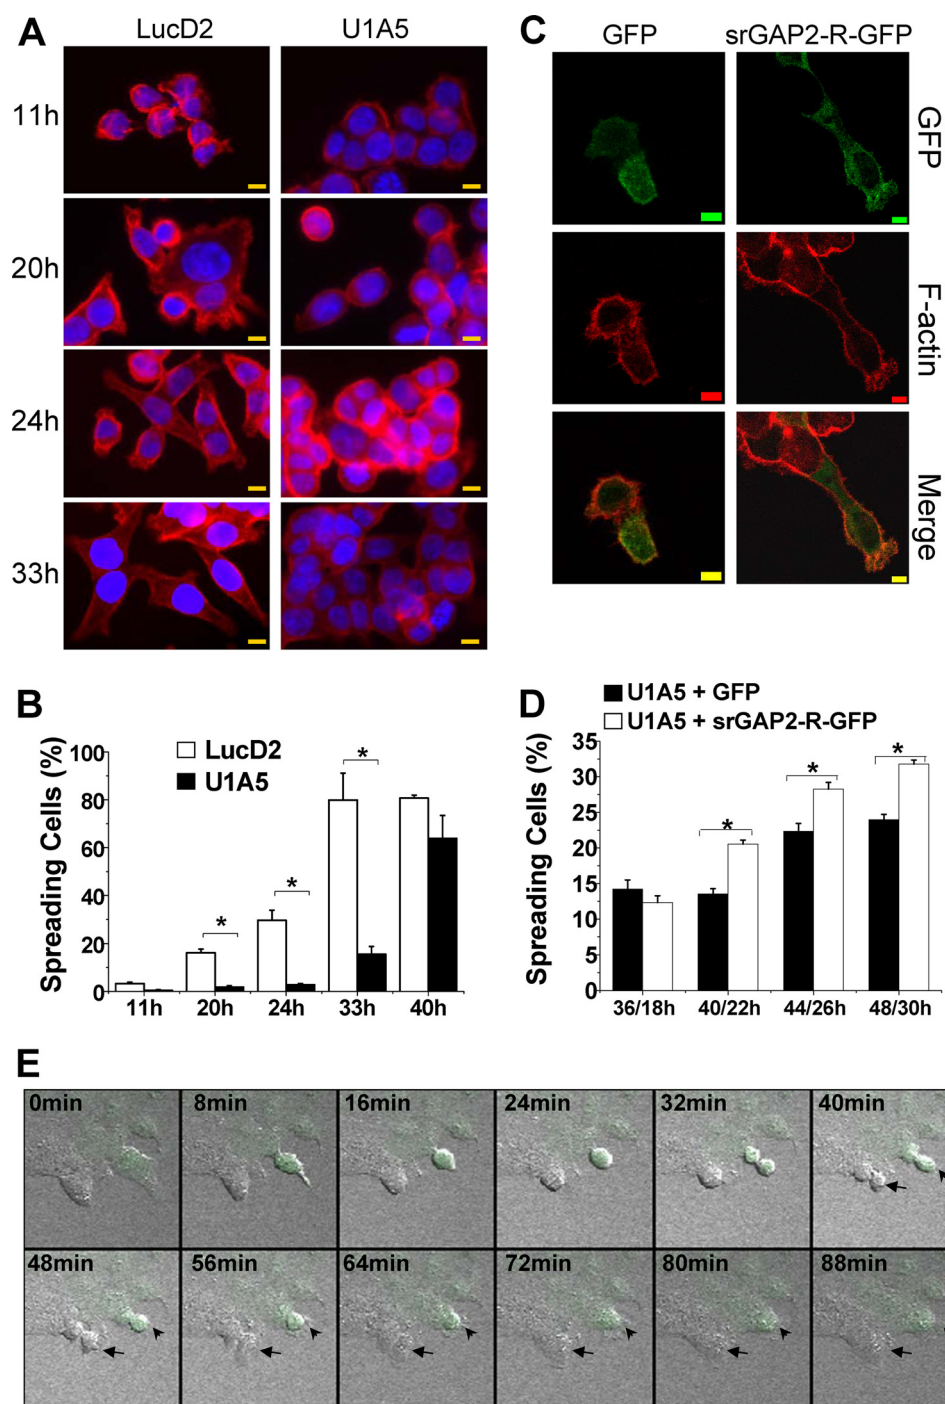 A
LucD2
U1A5
11h
20h
24h
33h
C
GFP
srGAP2-R-GFP
GFP
F-actin
Merge
B
Spreading Cells (%)
100
80
60
40
20
0
LucD2
U1A5
*
*
*
11h
20h
24h
33h
40h
D
U1A5 + GFP
U1A5 + srGAP2-R-GFP
Spreading Cells (%)
35
30
25
20
15
10
5
0
*
*
*
36/18h
40/22h
44/26h
48/30h
E
0min
8min
16min
24min
32min
40min
48min
56min
64min
72min
80min
88min